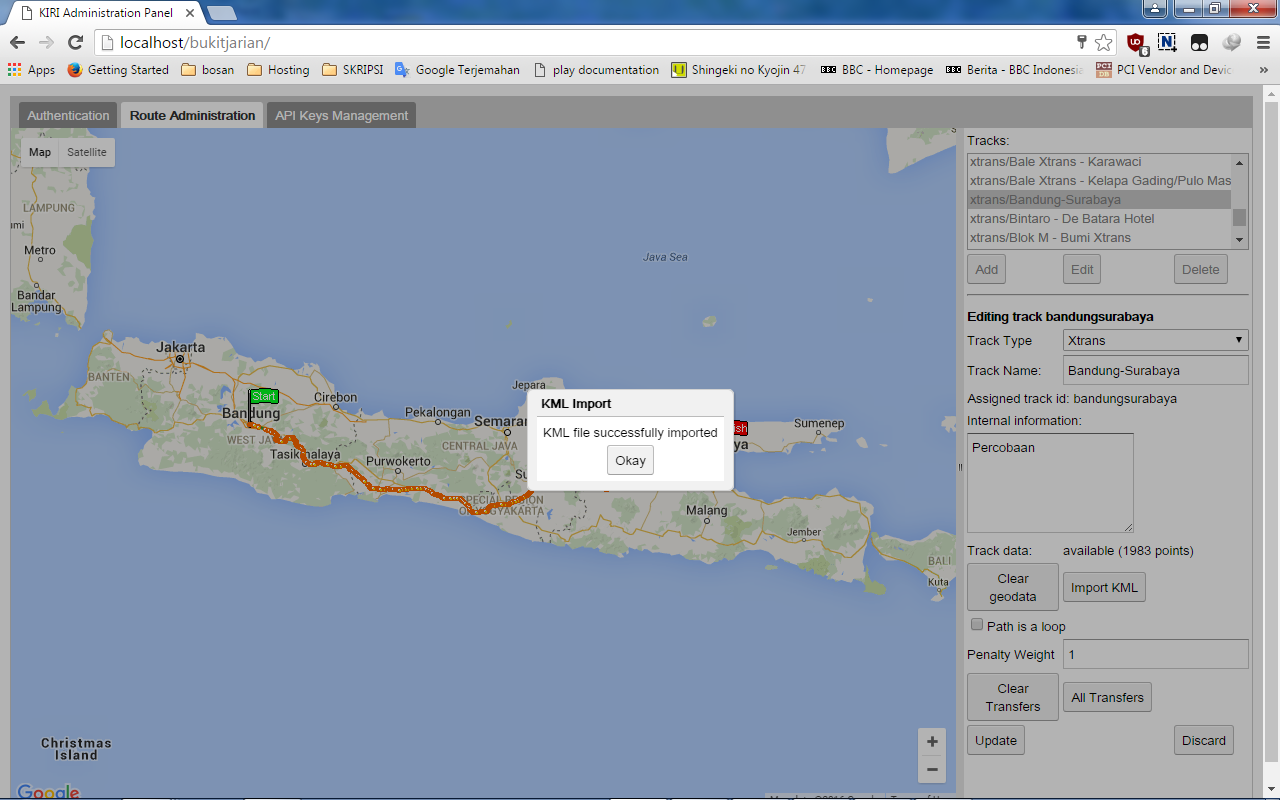 KIRI Administration Panel
localhost/bukitjarian/
Apps
Getting Started
bosan
Hosting
SKRIPSI
Google Terjemahan
play documentation
Shingeki no Kyojin 47
BBC - Homepage
Berita - BBC Indonesia
PCI Vendor and Devic
Authentication
Route Administration
API Keys Management
Map
Satellite
LAMPUNG
Metro
Bandar
Lampung
Java Sea
Jakarta
BANTEN
Start
Bandung
Cirebon
WEST JA
Tasikmalaya
Pekalongan
Purwokerto
CENTRAL JAVA
Semaran
Jepara
Su
SPECIAL REGION
OF YOGYAKARTA
sh
ya
Sumenep
Malang
Jember
BALI
Kuta
Christmas
Island
Google
KML Import
KML file successfully imported
Okay
Tracks:
xtrans/Bale Xtrans - Karawaci
xtrans/Bale Xtrans - Kelapa Gading/Pulo Mas
xtrans/Bandung-Surabaya
xtrans/Bintaro - De Batara Hotel
xtrans/Blok M - Bumi Xtrans
Add
Edit
Delete
Editing track bandungsurabaya
Track Type
Xtrans
Track Name:
Bandung-Surabaya
Assigned track id: bandungsurabaya
Internal information:
Percobaan
Track data:
available (1983 points)
Clear
geodata
Import KML
Path is a loop
Penalty Weight
1
Clear
Transfers
All Transfers
Update
Discard